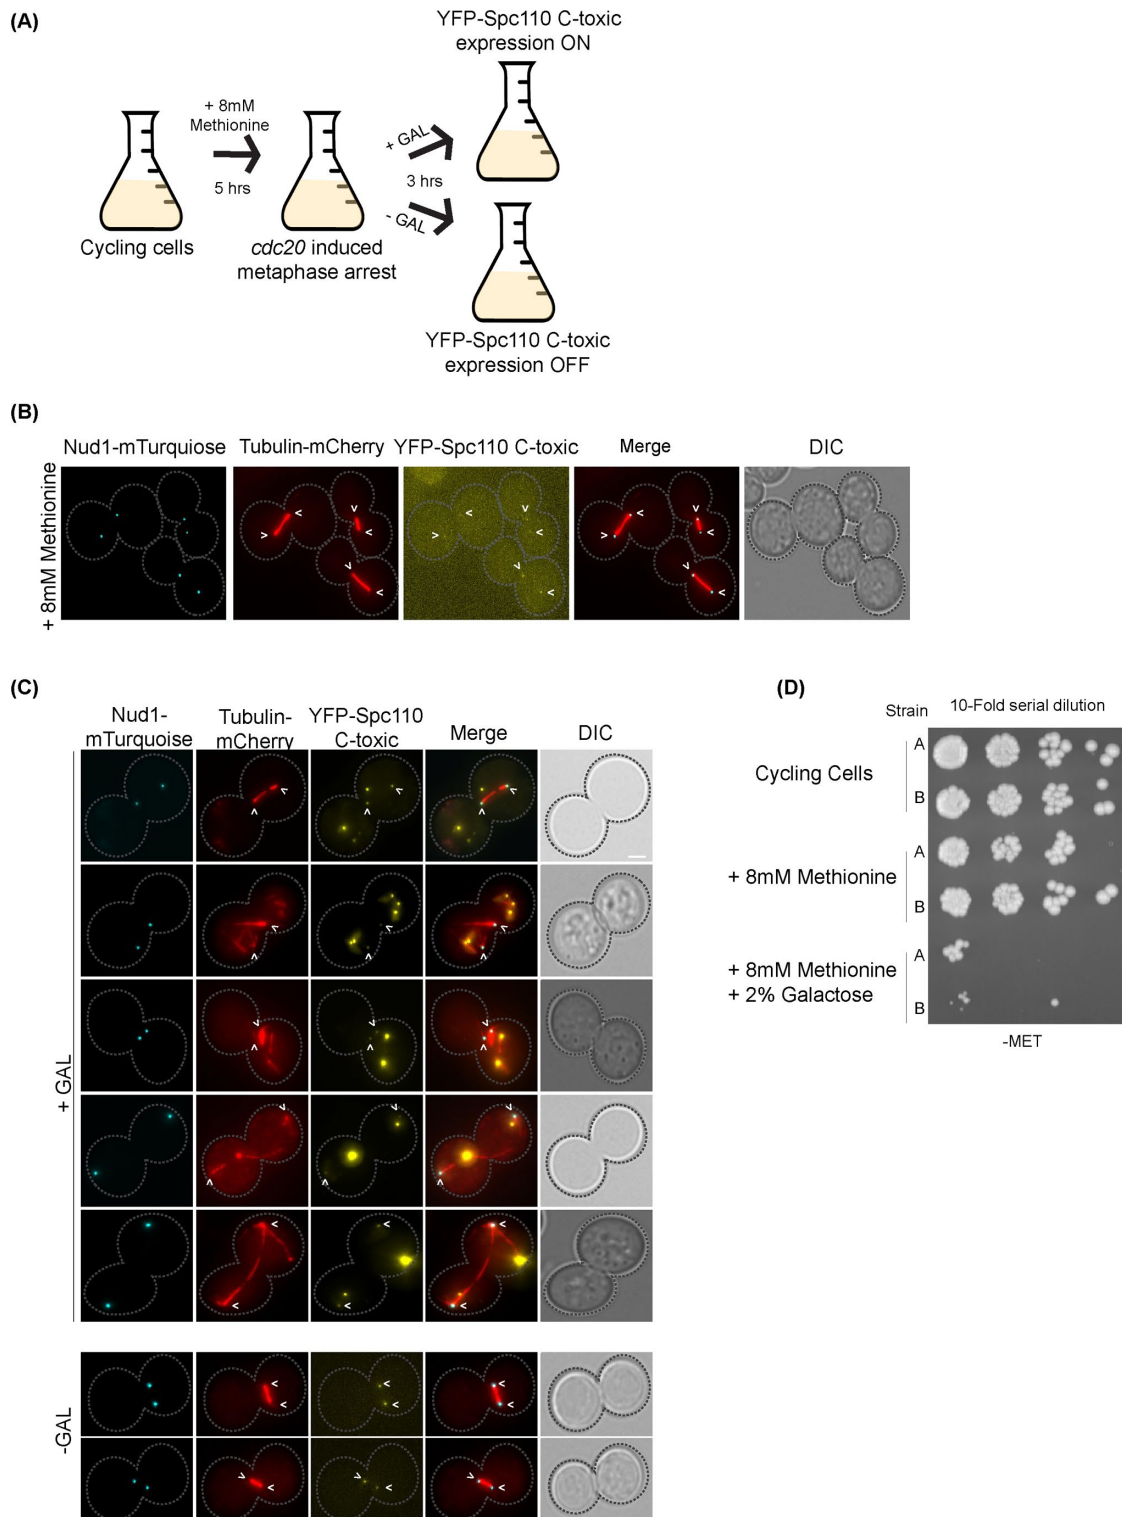 (A)
YFP-Spc110 C-toxic
expression ON
+ 8mM
Methionine
5 hrs
+ GAL
3 hrs
- GAL
Cycling cells
cdc20 induced
metaphase arrest
YFP-Spc110 C-toxic
expression OFF
(B)
Nud1-mTurquiose
Tubulin-mCherry
YFP-Spc110 C-toxic
Merge
DIC
+ 8mM Methionine
(C)
Nud1-
mTurquoise
Tubulin-
mCherry
YFP-Spc110
C-toxic
Merge
DIC
+ GAL
-GAL
(D)
Strain
10-Fold serial dilution
Cycling Cells
A
B
+ 8mM Methionine
A
B
+ 8mM Methionine
+ 2% Galactose
A
B
-MET